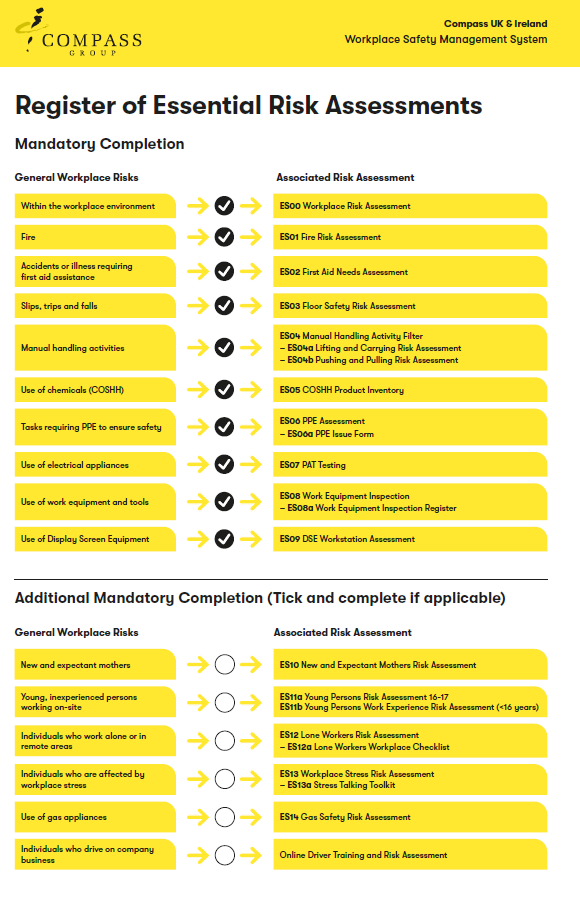 COMPASS
GROUP
Compass UK & Ireland
Workplace Safety Management System
Register of Essential Risk Assessments
Mandatory Completion
General Workplace Risks
Associated Risk Assessment
Within the workplace environment
ES00 Workplace Risk Assessment
Fire
ES01 Fire Risk Assessment
Accidents or illness requiring
first aid assistance
ES02 First Aid Needs Assessment
Slips, trips and falls
ES03 Floor Safety Risk Assessment
Manual handling activities
ES04 Manual Handling Activity Filter
– ES04a Lifting and Carrying Risk Assessment
– ES04b Pushing and Pulling Risk Assessment
Use of chemicals (COSHH)
ES05 COSHH Product Inventory
Tasks requiring PPE to ensure safety
ES06 PPE Assessment
– ES06a PPE Issue Form
Use of electrical appliances
ES07 PAT Testing
Use of work equipment and tools
ES08 Work Equipment Inspection
– ES08a Work Equipment Inspection Register
Use of Display Screen Equipment
ES09 DSE Workstation Assessment
Additional Mandatory Completion (Tick and complete if applicable)
General Workplace Risks
Associated Risk Assessment
New and expectant mothers
ES10 New and Expectant Mothers Risk Assessment
Young, inexperienced persons
working on-site
ES11a Young Persons Risk Assessment 16-17
ES11b Young Persons Work Experience Risk Assessment (<16 years)
Individuals who work alone or in
remote areas
ES12 Lone Workers Risk Assessment
– ES12a Lone Workers Workplace Checklist
Individuals who are affected by
workplace stress
ES13 Workplace Stress Risk Assessment
– ES13a Stress Talking Toolkit
Use of gas appliances
ES14 Gas Safety Risk Assessment
Individuals who drive on company
business
Online Driver Training and Risk Assessment